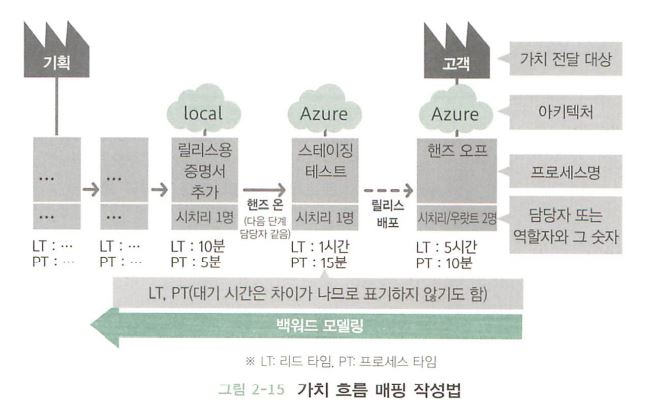 기획
고객
가치 전달 대상
local
Azure
Azure
아키텍처
...
...
릴리스용
증명서
추가
스테이징
테스트
핸즈 오프
프로세스명
핸즈 온
(다음 단계
담당자 같음)
릴리스
배포
...
...
시치리 1명
시치리 1명
시치리/우랏트 2명
담당자 또는
역할자와 그 숫자
LT : ...
PT : ...
LT : ...
PT : ...
LT : 10분
PT : 5분
LT : 1시간
PT : 15분
LT : 5시간
PT : 10분
LT, PT(대기 시간은 차이가 나므로 표기하지 않기도 함)
백워드 모델링
※ LT: 리드 타임, PT: 프로세스 타임
그림 2-15 가치 흐름 매핑 작성법